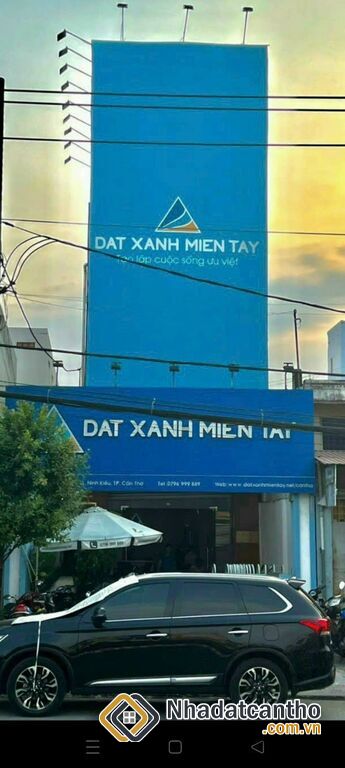 DAT XANH MIEN TAY
Tạo lập cuộc sống ưu việt
DAT XANH MIEN TAY
Ninh Kiều, TP. Cần Thơ
Tel: 0796 999 889
Web: www.datxanhmientay.net/cantho
Nhadatcantho
.com.vn